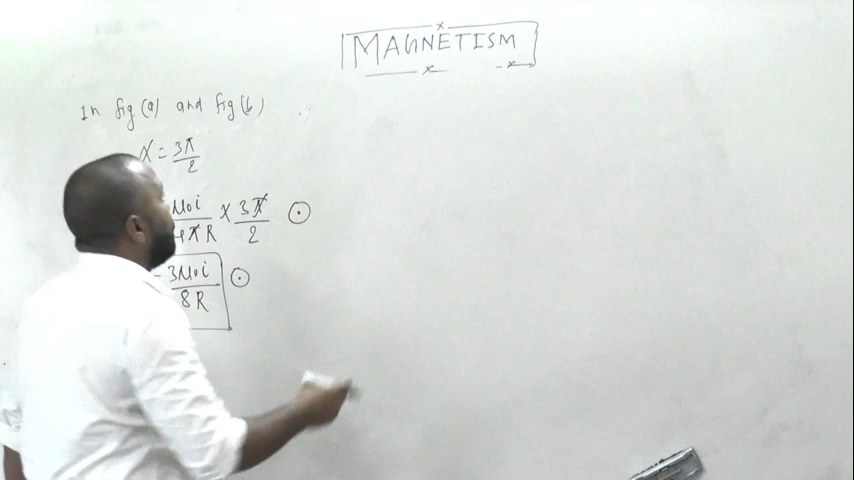 MAGNETISM
In fig (a) and fig (b)
α = 3π/2
μ₀i/4πR × 3π/2 ⊙
- 3μ₀i/8R ⊙